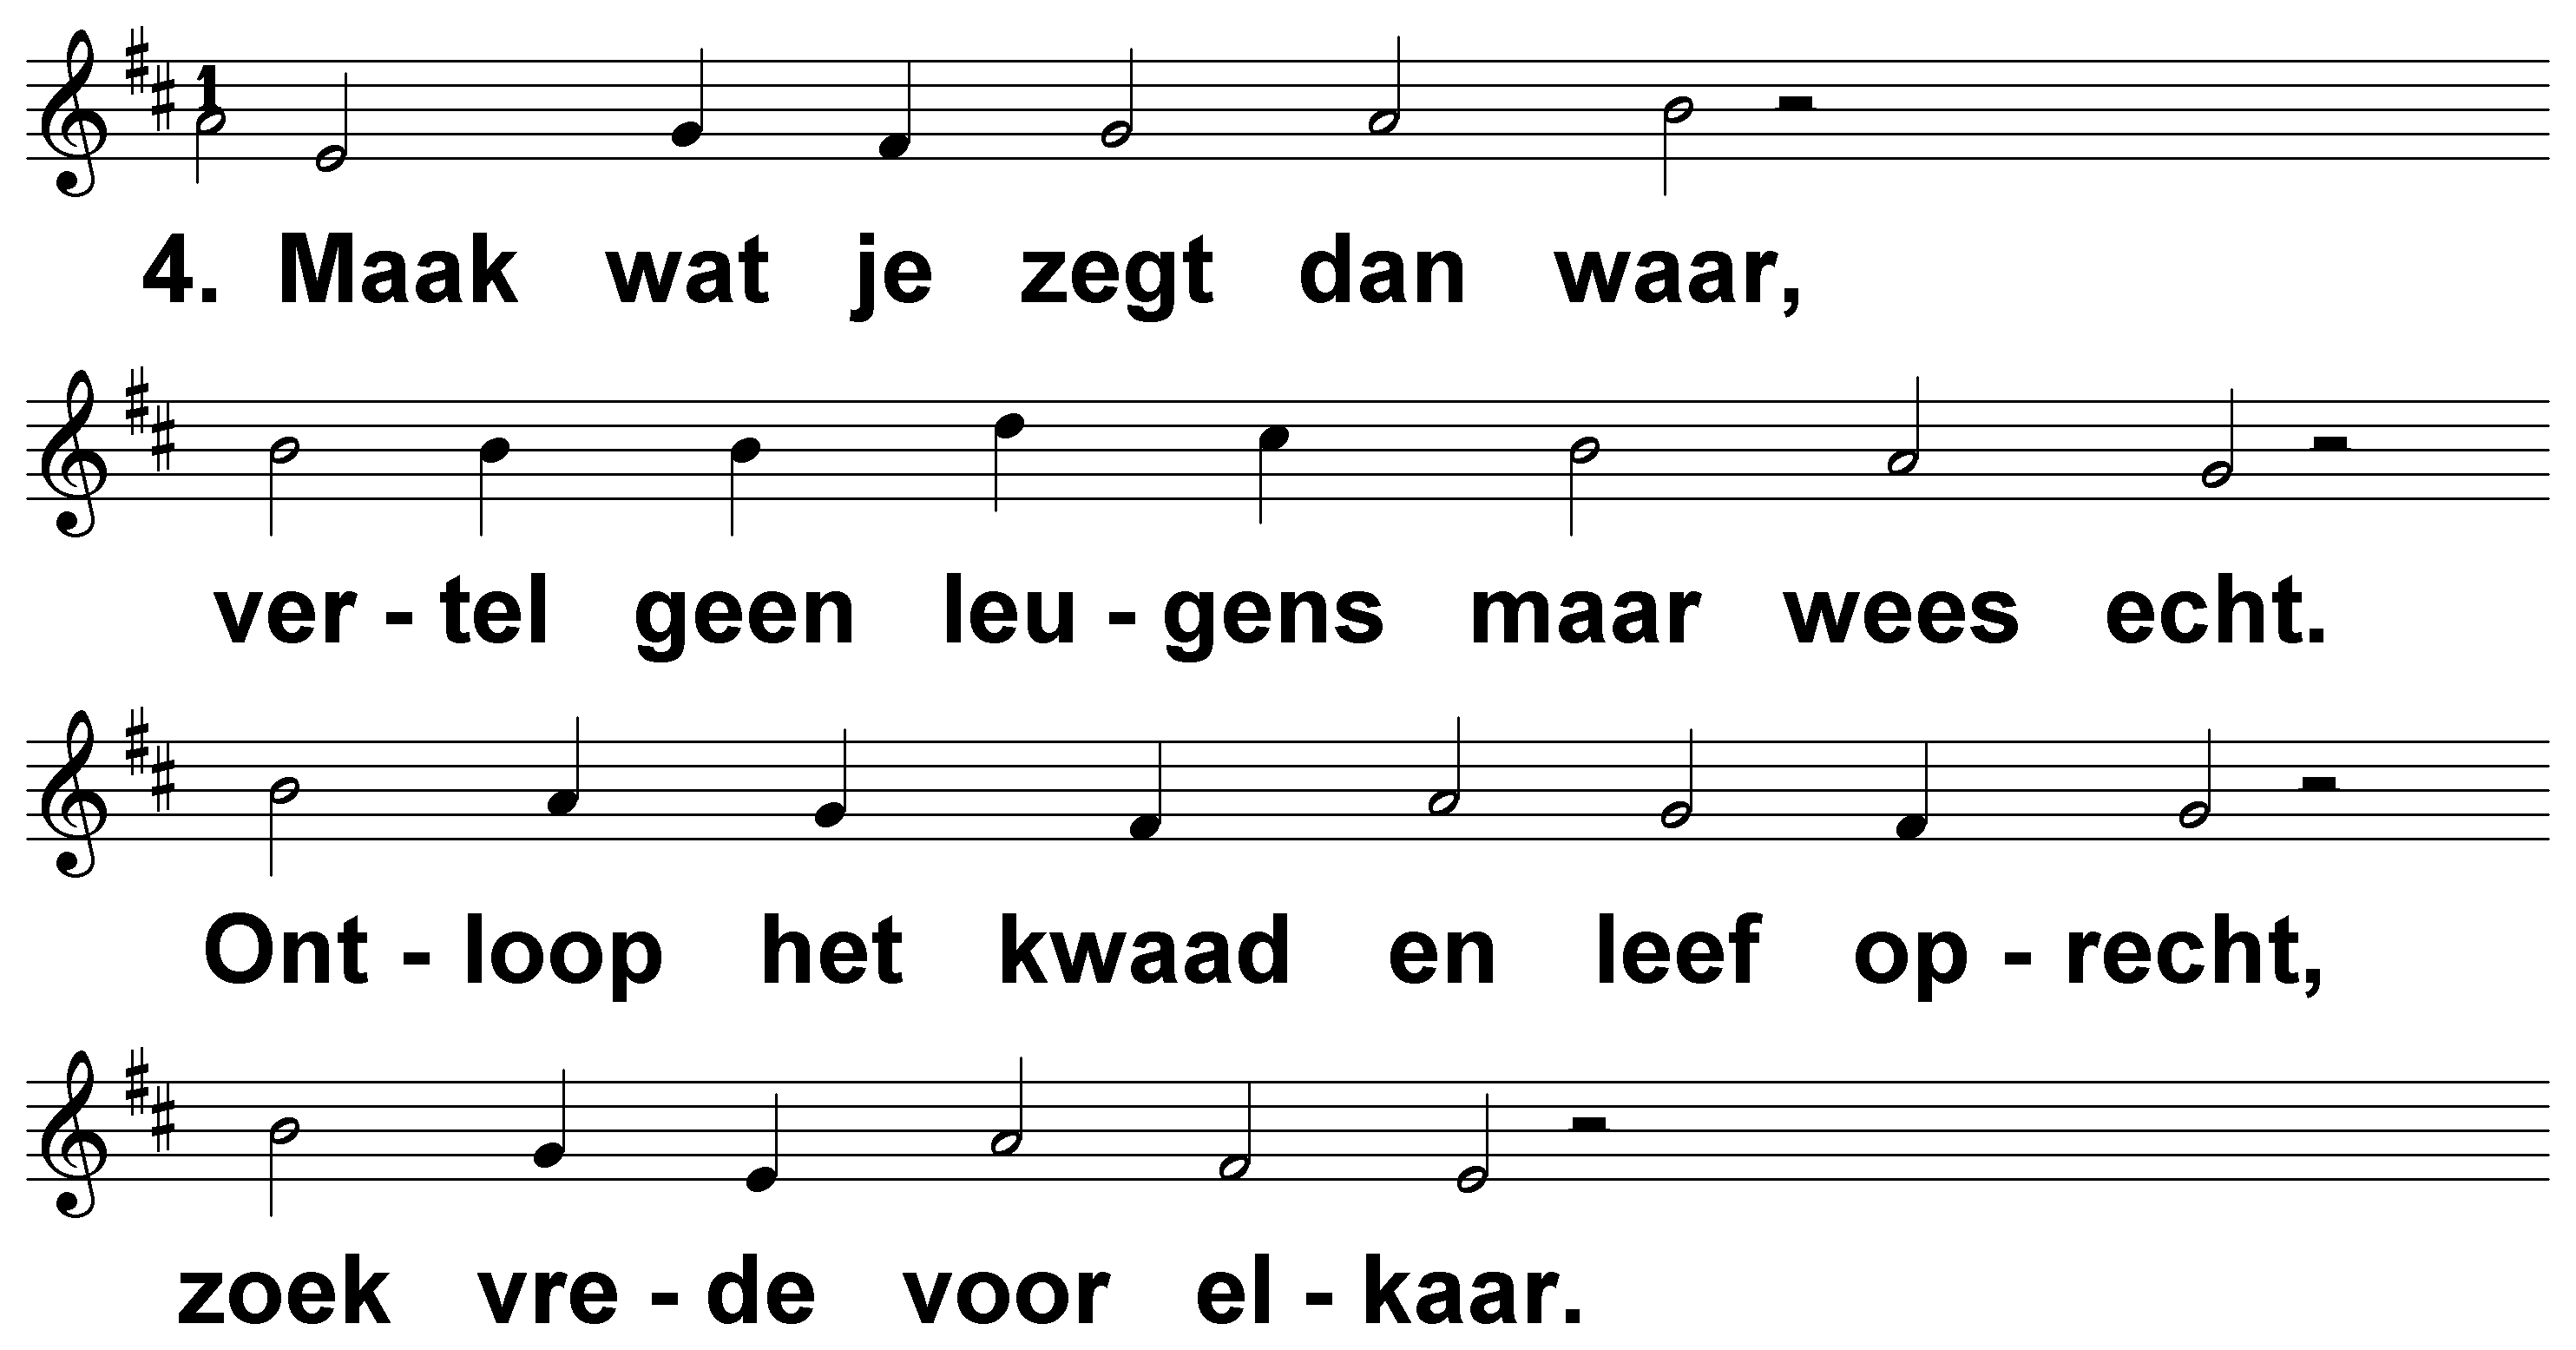 1
4. Maak wat je zegt dan waar,
ver - tel geen leu - gens maar wees echt.
Ont - loop het kwaad en leef op - recht,
zoek vre - de voor el - kaar.